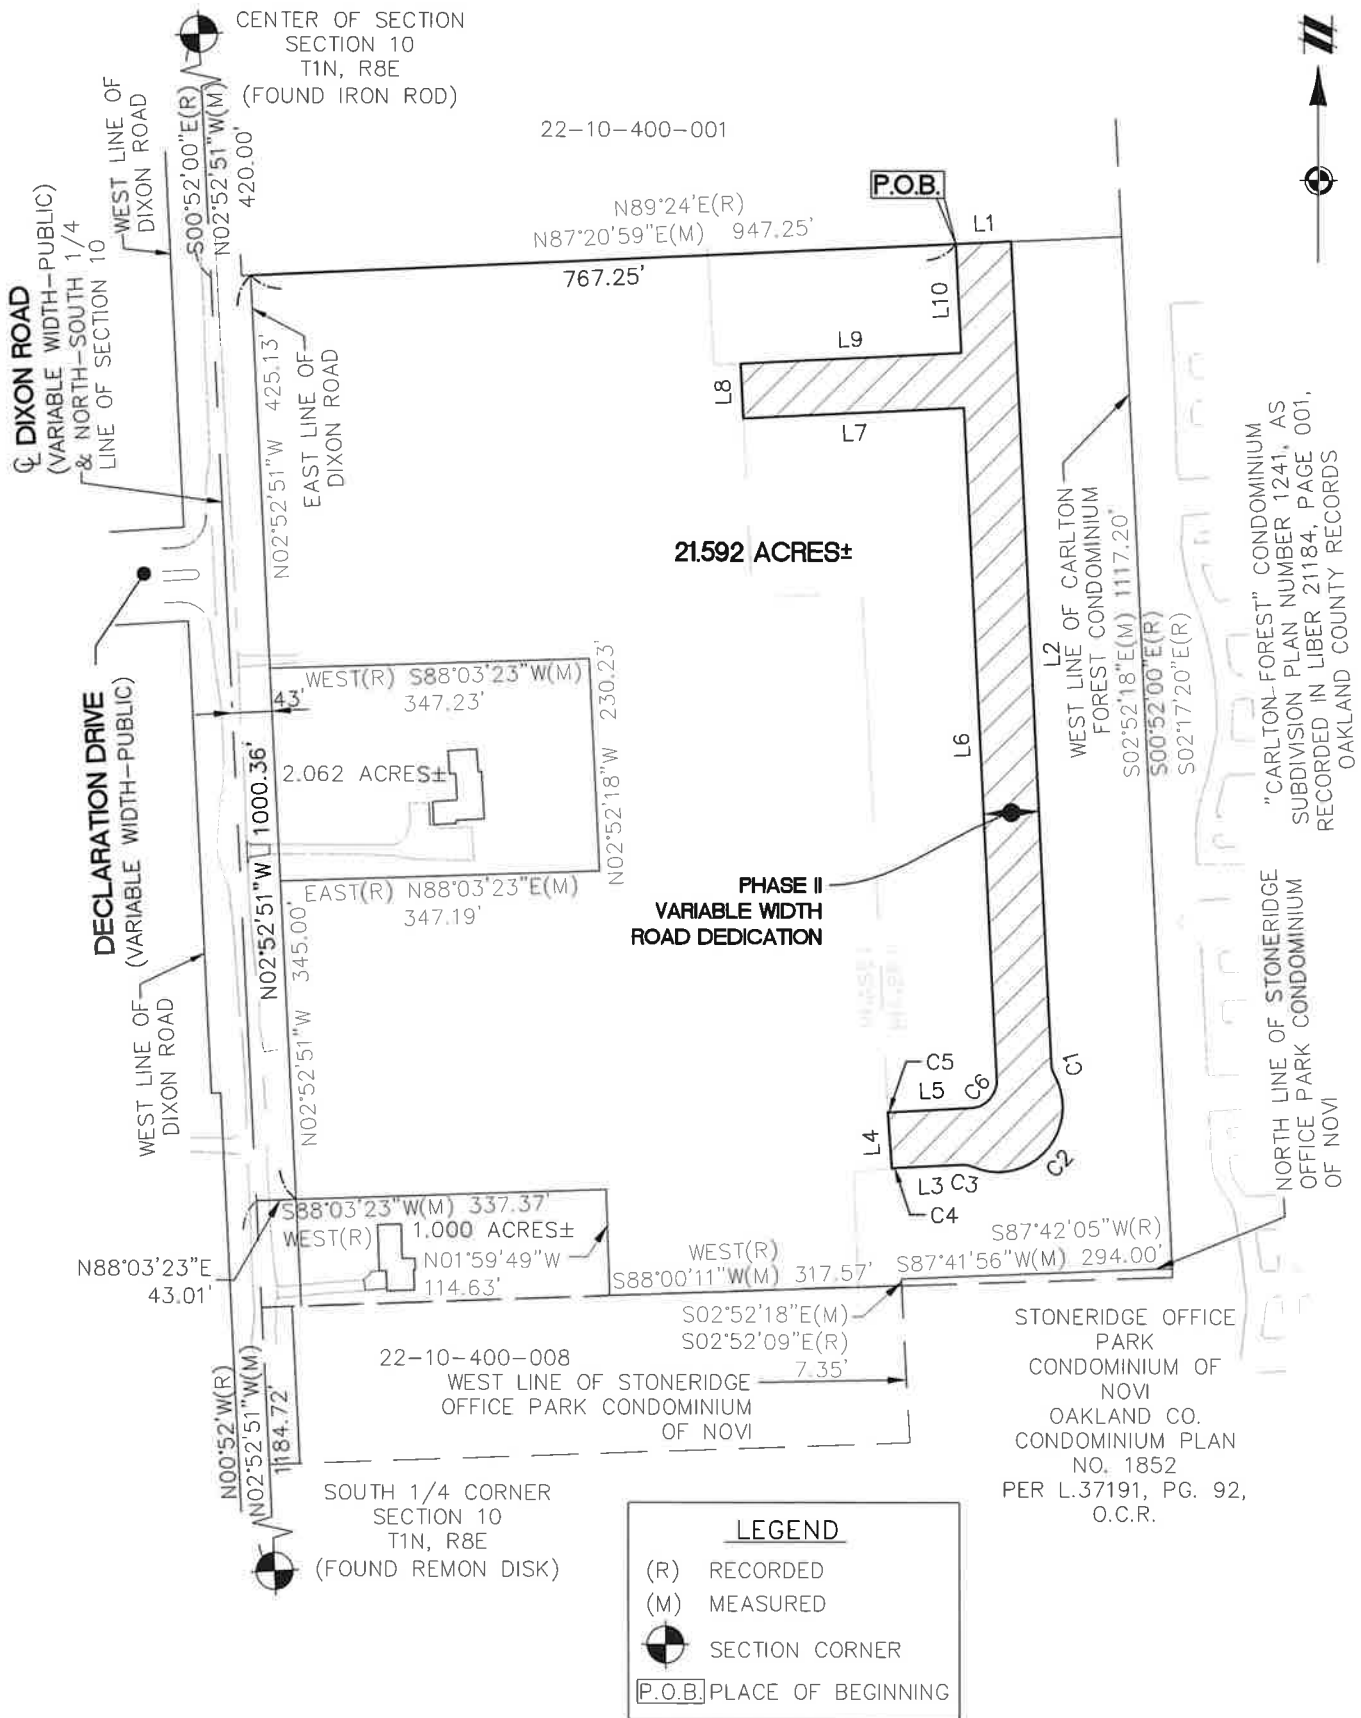 CENTER OF SECTION
SECTION 10
T1N, R8E
(FOUND IRON ROD)
WEST LINE OF
DIXON ROAD
S00°52'00"E(R)
N02°52'51"W(M)
420.00'
22-10-400-001
P.O.B.
N89°24'E(R)
N87°20'59"E(M) 947.25'
767.25'
L1
L10
L9
L8
L7
℄ DIXON ROAD
(VARIABLE WIDTH-PUBLIC)
& NORTH-SOUTH 1/4
LINE OF SECTION 10
N02°52'51"W 425.13'
EAST LINE OF
DIXON ROAD
21.592 ACRES±
L2
WEST LINE OF CARLTON
FOREST CONDOMINIUM
S02°52'18"E(M) 1117.20'
S00°52'00"E(R)
S02°17'20"E(R)
"CARLTON FOREST" CONDOMINIUM
SUBDIVISION PLAN NUMBER 1241, AS
RECORDED IN LIBER 21184, PAGE 001,
OAKLAND COUNTY RECORDS
DECLARATION DRIVE
(VARIABLE WIDTH-PUBLIC)
43'
WEST(R) S88°03'23"W(M)
347.23'
N02°52'18"W 230.23'
2.062 ACRES±
L6
N02°52'51"W 1000.36'
EAST(R) N88°03'23"E(M)
347.19'
PHASE II
VARIABLE WIDTH
ROAD DEDICATION
WEST LINE OF
DIXON ROAD
N02°52'51"W 345.00'
C5
L5
C6
C1
L4
C2
L3 C3
C4
NORTH LINE OF STONERIDGE
OFFICE PARK CONDOMINIUM
OF NOVI
S88°03'23"W(M) 337.37'
WEST(R)
1.000 ACRES±
N01°59'49"W
114.63'
N88°03'23"E
43.01'
WEST(R)
S88°00'11"W(M) 317.57'
S87°42'05"W(R)
S87°41'56"W(M) 294.00'
S02°52'18"E(M)
S02°52'09"E(R)
7.35'
22-10-400-008
WEST LINE OF STONERIDGE
OFFICE PARK CONDOMINIUM
OF NOVI
STONERIDGE OFFICE
PARK
CONDOMINIUM OF
NOVI
OAKLAND CO.
CONDOMINIUM PLAN
NO. 1852
PER L.37191, PG. 92,
O.C.R.
N00°52'W(R)
N02°52'51"W(M)
1184.72'
SOUTH 1/4 CORNER
SECTION 10
T1N, R8E
(FOUND REMON DISK)
LEGEND
(R) RECORDED
(M) MEASURED
SECTION CORNER
P.O.B. PLACE OF BEGINNING